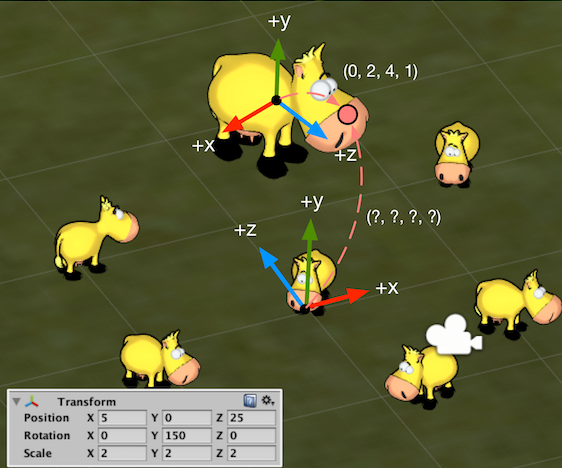 +y
(0, 2, 4, 1)
+x
+z
+y
(?, ?, ?, ?)
+z
+x
Transform
Position X 5 Y 0 Z 25
Rotation X 0 Y 150 Z 0
Scale X 2 Y 2 Z 2